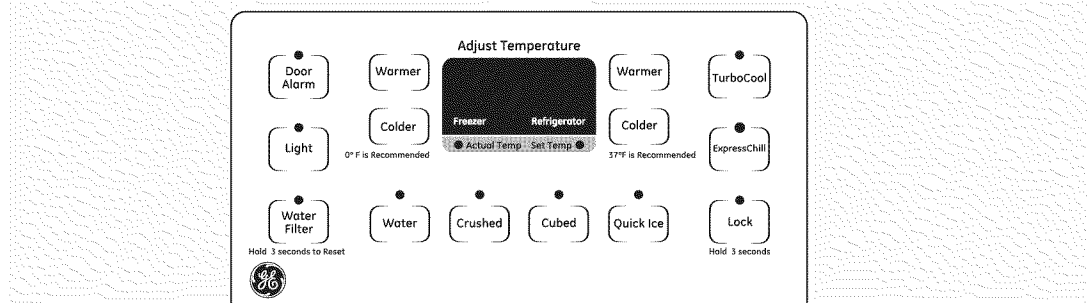 Adjust Temperature
Door
Alarm
Warmer
Warmer
TurboCool
Colder
Freezer
Refrigerator
Colder
Light
Actual Temp
Set Temp
ExpressChill
0° F is Recommended
37°F is Recommended
Water
Filter
Water
Crushed
Cubed
Quick Ice
Lock
Hold 3 seconds to Reset
Hold 3 seconds
GE